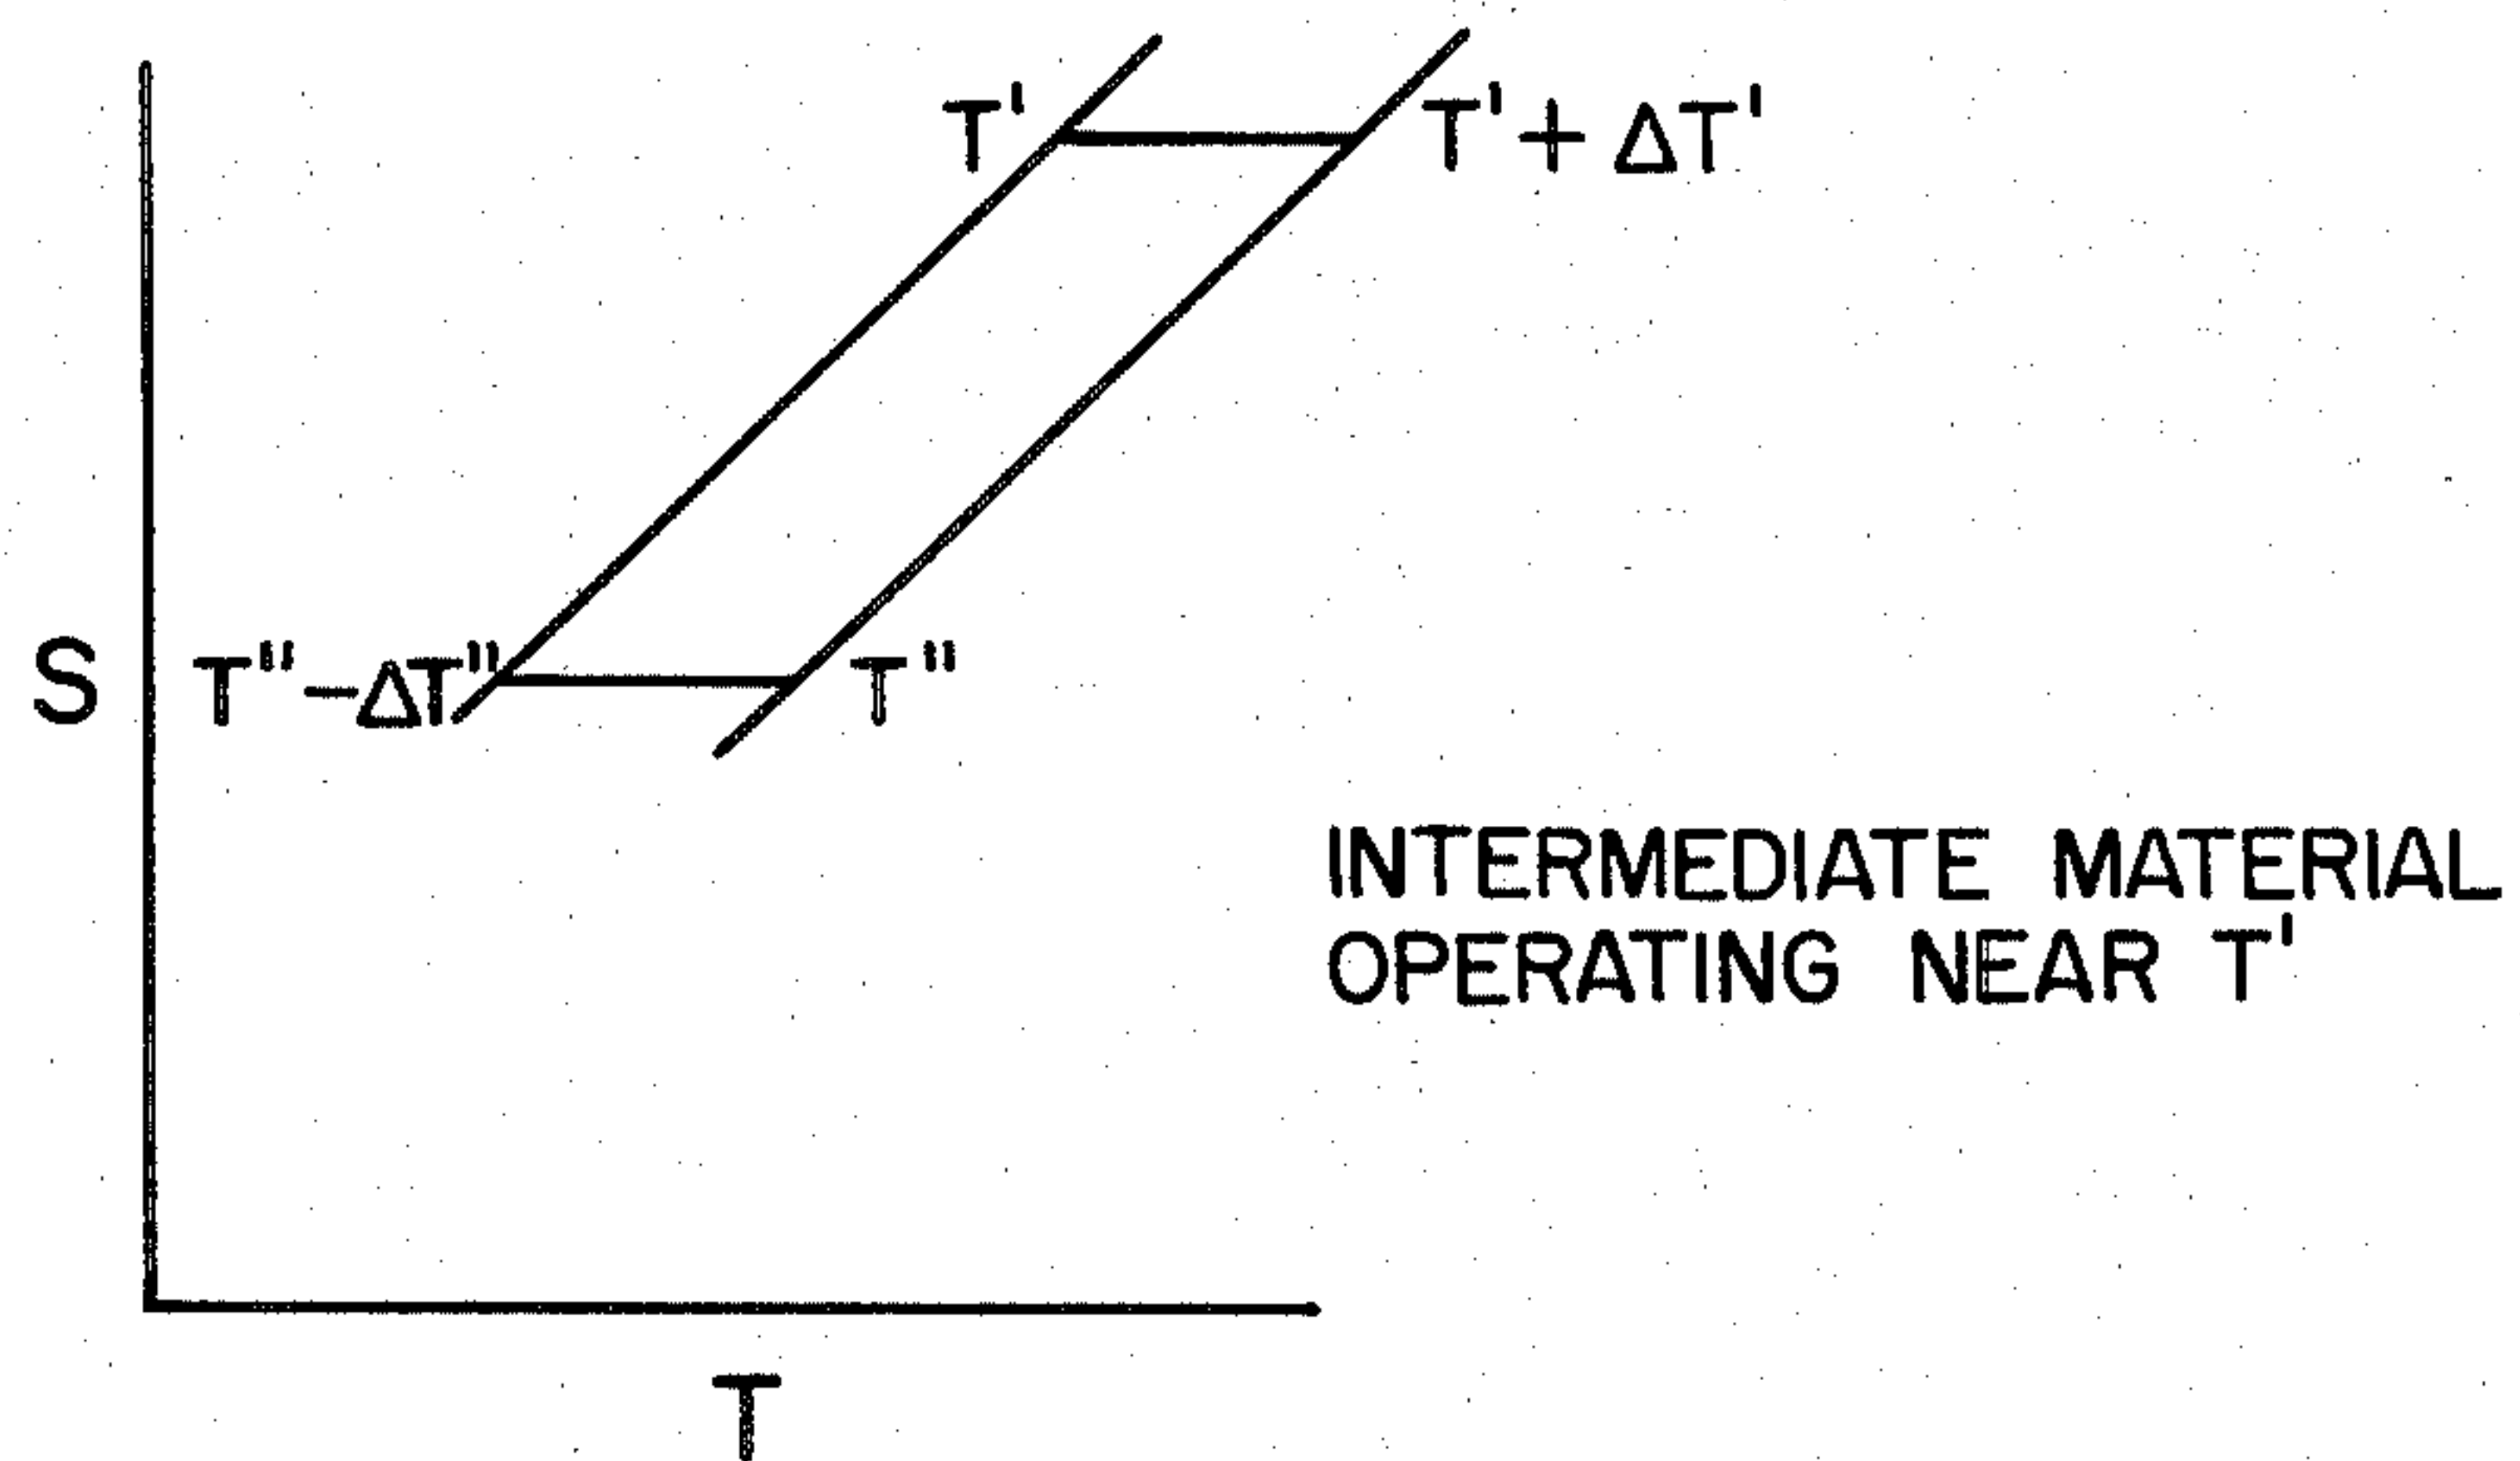 T'
T'+ ΔT'
S
T"-ΔT"
T"
INTERMEDIATE MATERIAL
OPERATING NEAR T'
T